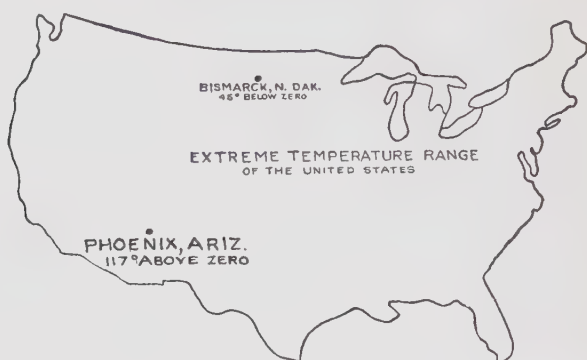 BISMARCK, N. DAK.
45° BELOW ZERO
EXTREME TEMPERATURE RANGE
OF THE UNITED STATES
PHOENIX, ARIZ.
117° ABOVE ZERO